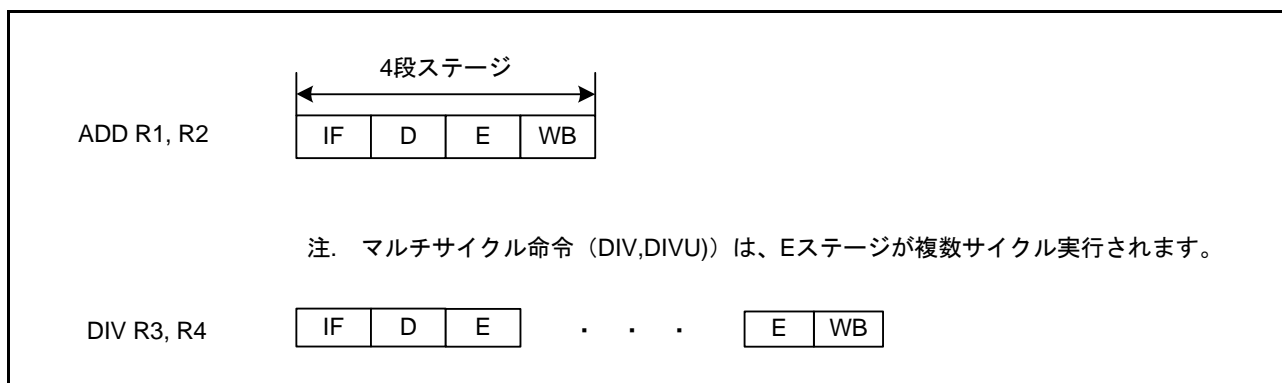 4段ステージ
ADD R1, R2 IF D E WB
注. マルチサイクル命令（DIV,DIVU)）は、Eステージが複数サイクル実行されます。
DIV R3, R4 IF D E ・ ・ ・ E WB